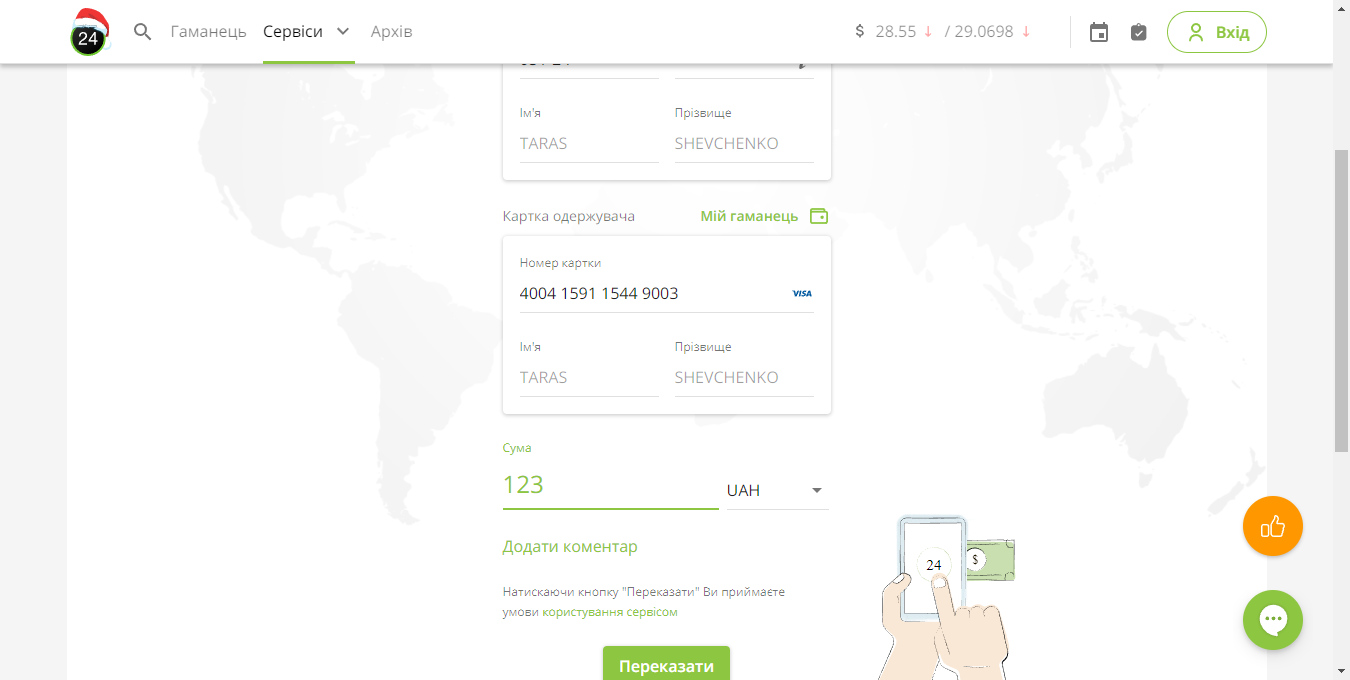 24 Гаманець Сервіси Архів $ 28.55 ↓ / 29.0698 ↓ Вхід
Ім'я Прізвище
TARAS SHEVCHENKO
Картка одержувача Мій гаманець
Номер картки
4004 1591 1544 9003 VISA
Ім'я Прізвище
TARAS SHEVCHENKO
Сума
123 UAH
Додати коментар
24 $
Натискаючи кнопку "Переказати" Ви приймаєте
умови користування сервісом
Переказати